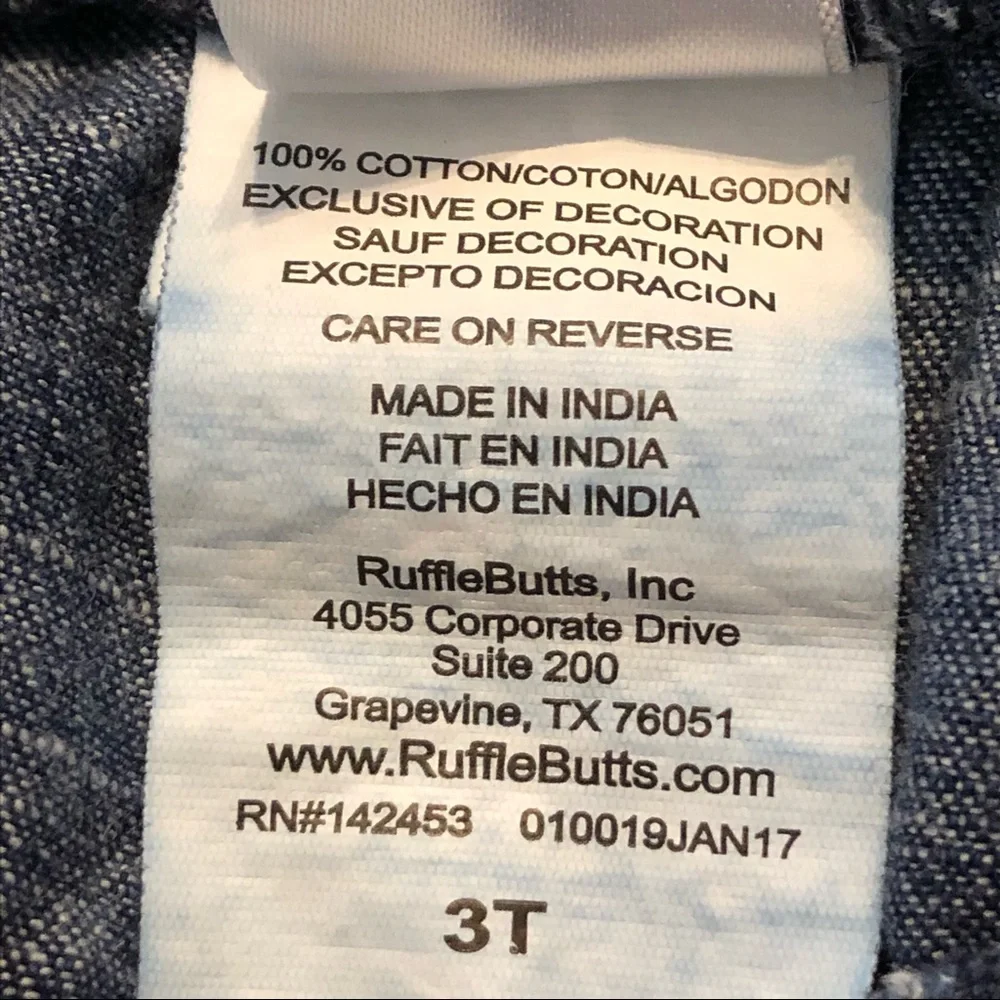 100% COTTON/COTON/ALGODON
EXCLUSIVE OF DECORATION
SAUF DECORATION
EXCEPTO DECORACION
CARE ON REVERSE
MADE IN INDIA
FAIT EN INDIA
HECHO EN INDIA
RuffleButts, Inc
4055 Corporate Drive
Suite 200
Grapevine, TX 76051
www.RuffleButts.com
RN#142453 010019JAN17
3T